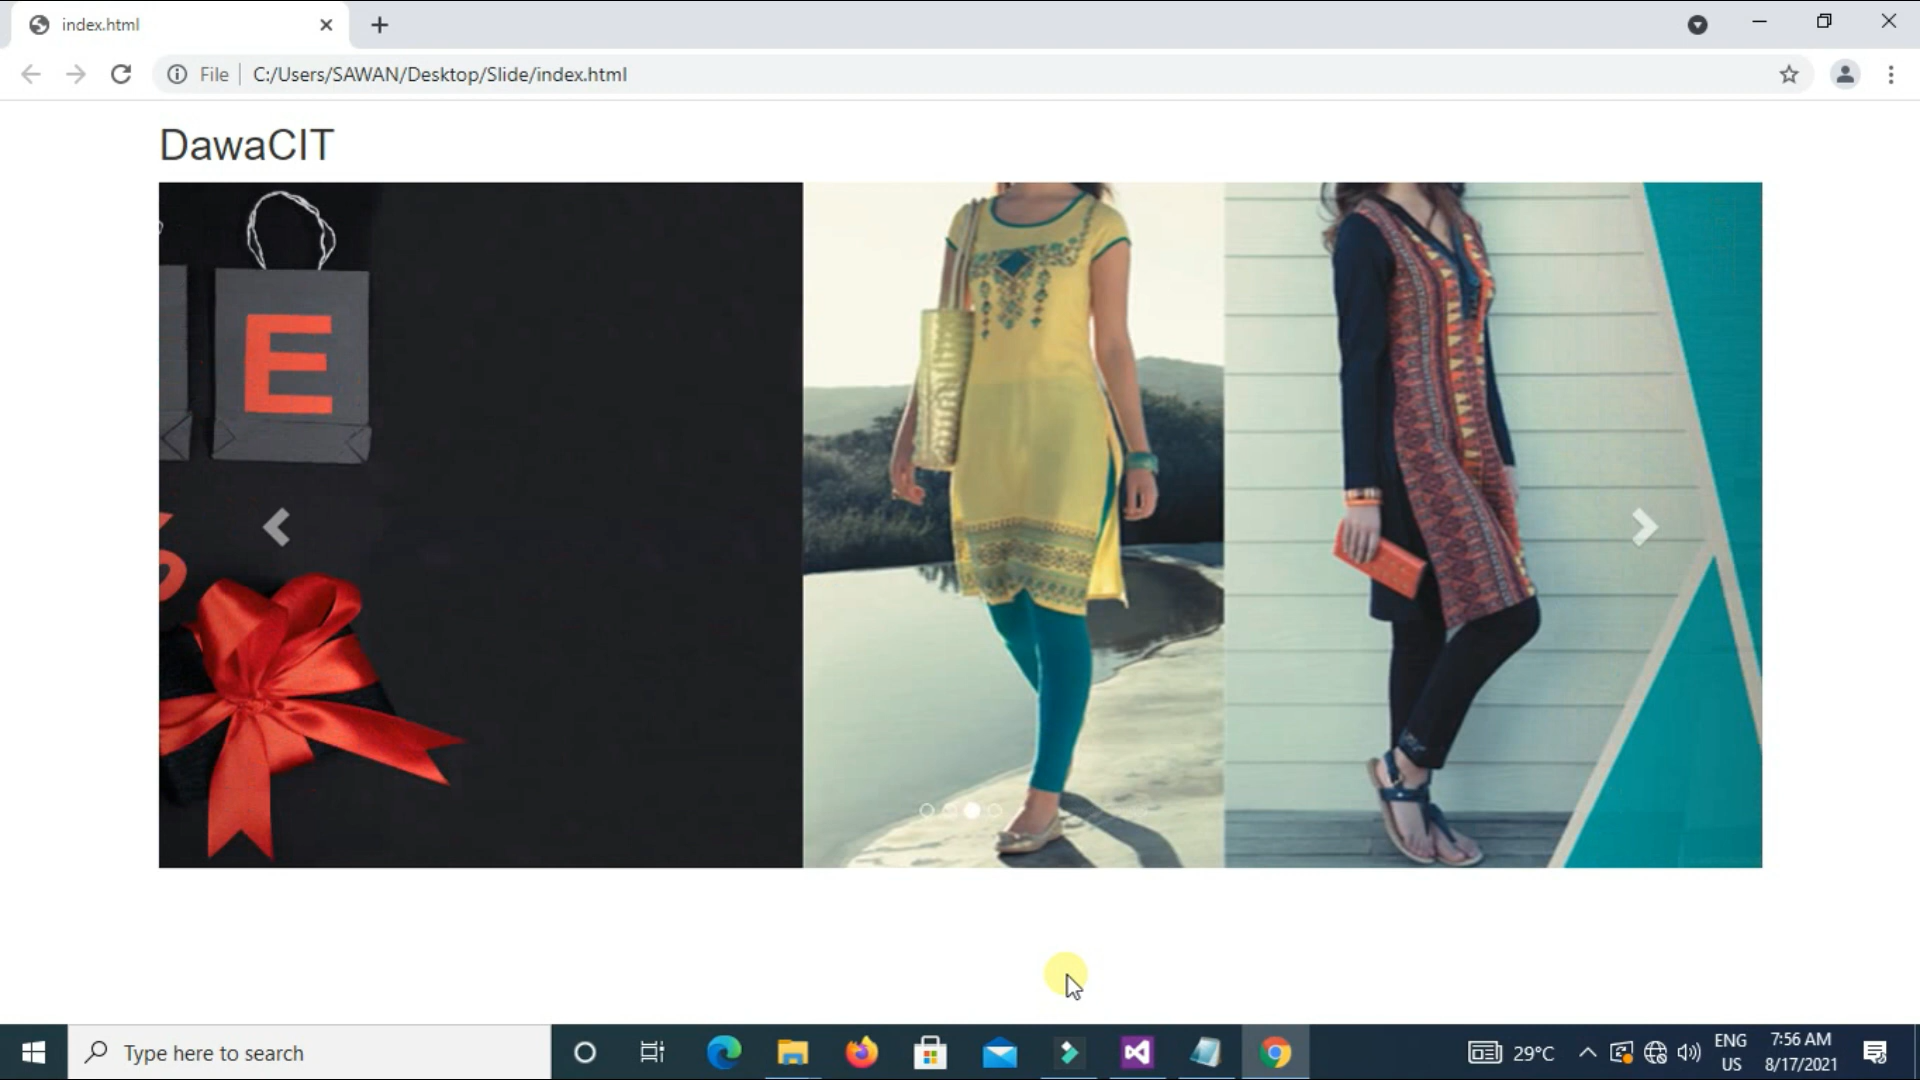 index.html
File C:/Users/SAWAN/Desktop/Slide/index.html
DawaCIT
E
Type here to search
29°C
ENG
US
7:56 AM
8/17/2021